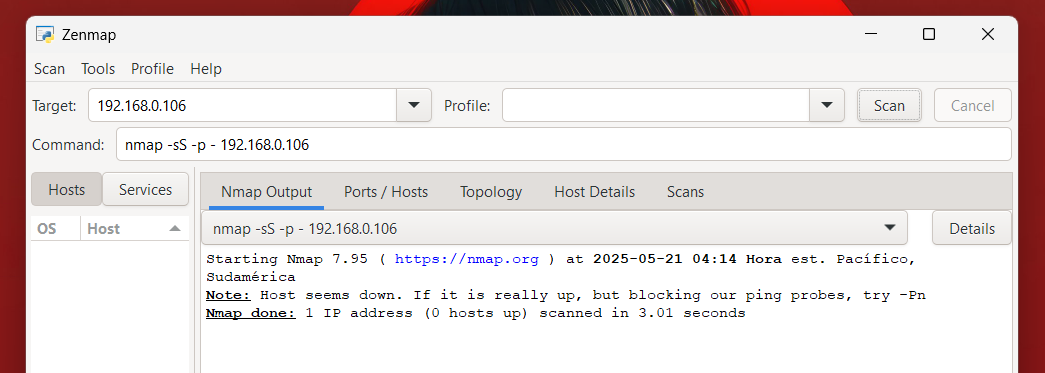 Zenmap
Scan Tools Profile Help
Target: 192.168.0.106 Profile: Scan Cancel
Command: nmap -sS -p - 192.168.0.106
Hosts Services Nmap Output Ports / Hosts Topology Host Details Scans
OS Host nmap -sS -p - 192.168.0.106 Details
Starting Nmap 7.95 ( https://nmap.org ) at 2025-05-21 04:14 Hora est. Pacífico,
Sudamérica
Note: Host seems down. If it is really up, but blocking our ping probes, try -Pn
Nmap done: 1 IP address (0 hosts up) scanned in 3.01 seconds